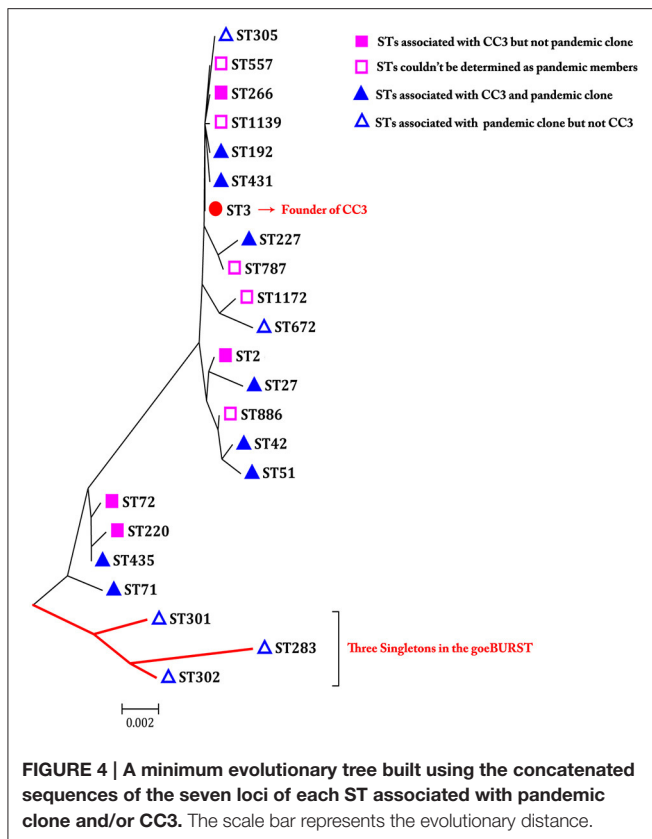 ST305
ST557
ST266
ST1139
ST192
ST431
ST3 → Founder of CC3
ST227
ST787
ST1172
ST672
ST2
ST27
ST886
ST42
ST51
ST72
ST220
ST435
ST71
ST301
ST283
ST302
STs associated with CC3 but not pandemic clone
STs couldn't be determined as pandemic members
STs associated with CC3 and pandemic clone
STs associated with pandemic clone but not CC3
Three Singletons in the goeBURST
0.002
FIGURE 4 | A minimum evolutionary tree built using the concatenated
sequences of the seven loci of each ST associated with pandemic
clone and/or CC3. The scale bar represents the evolutionary distance.